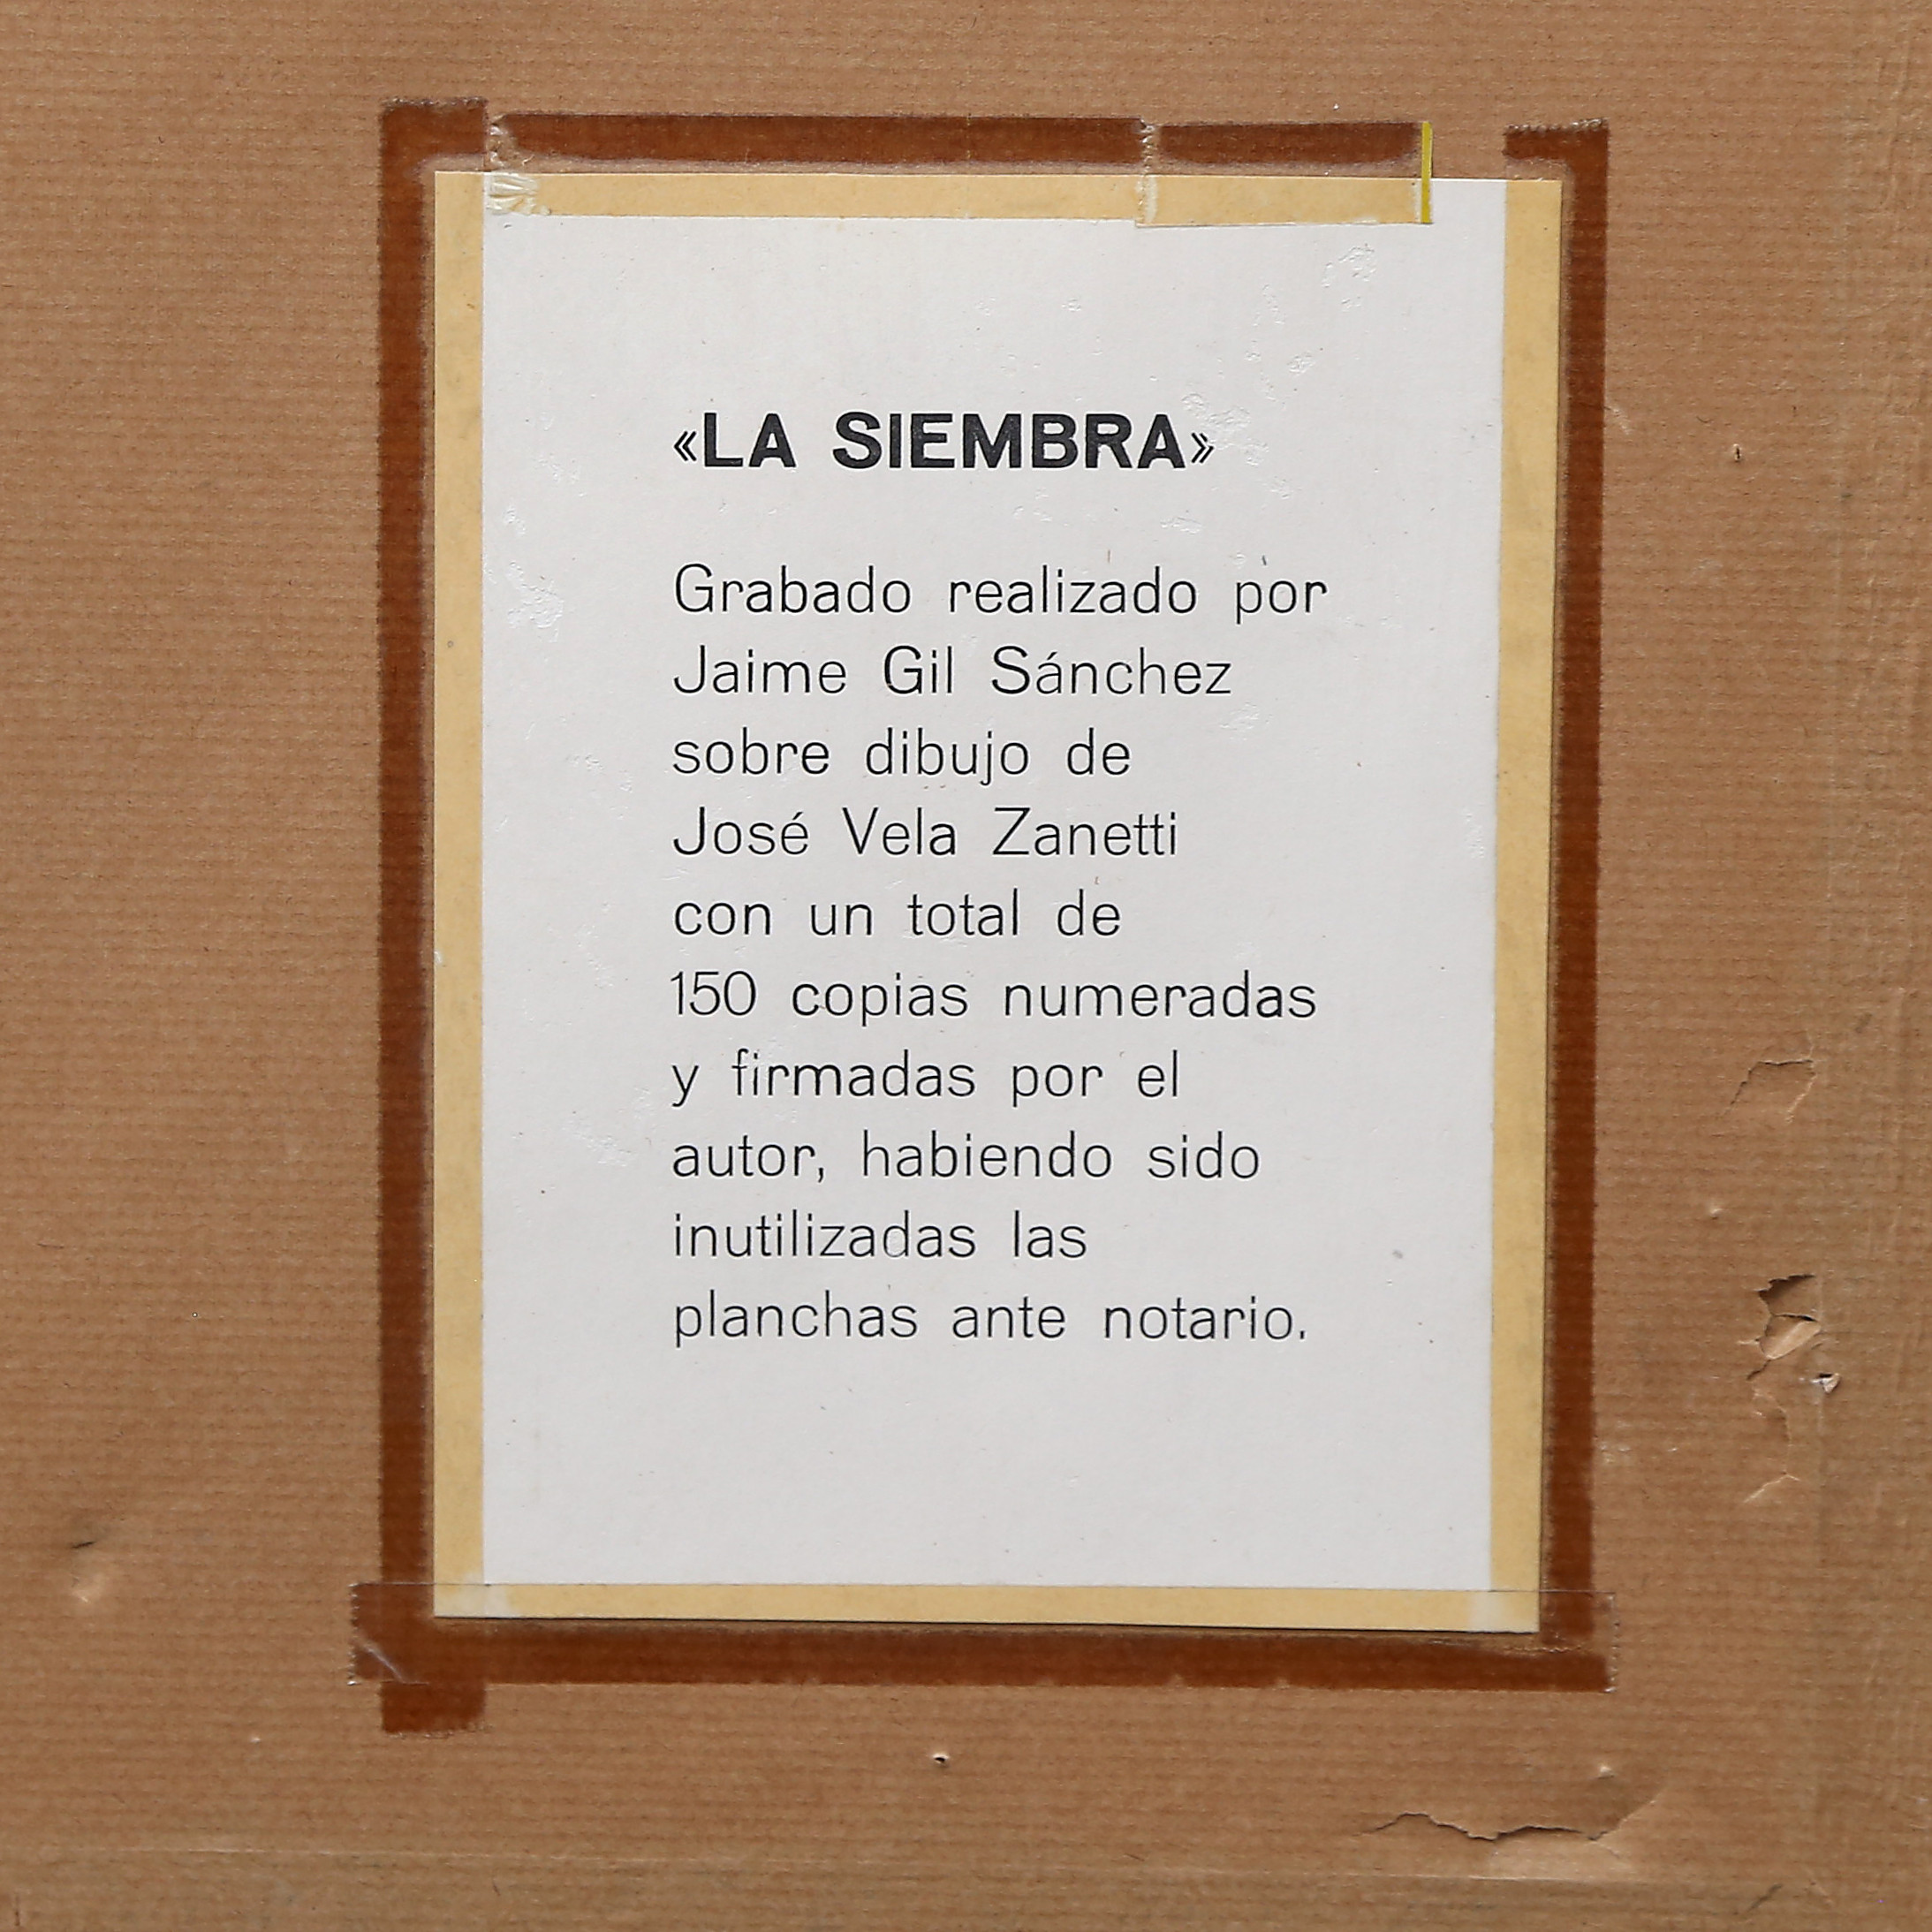 «LA SIEMBRA»
Grabado realizado por
Jaime Gil Sánchez
sobre dibujo de
José Vela Zanetti
con un total de
150 copias numeradas
y firmadas por el
autor, habiendo sido
inutilizadas las
planchas ante notario.